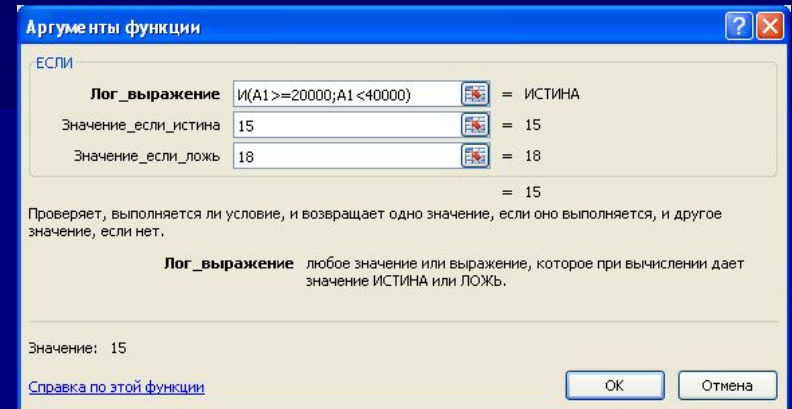 Аргументы функции
ЕСЛИ
Лог_выражение И(A1>=20000;A1<40000) = ИСТИНА
Значение_если_истина 15 = 15
Значение_если_ложь 18 = 18
= 15
Проверяет, выполняется ли условие, и возвращает одно значение, если оно выполняется, и другое
значение, если нет.
Лог_выражение любое значение или выражение, которое при вычислении дает
значение ИСТИНА или ЛОЖЬ.
Значение: 15
Справка по этой функции
ОК Отмена